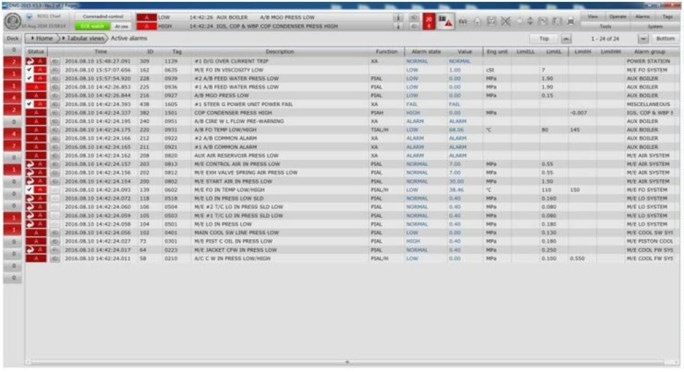 Command control
LOW 14:42:26 AUX BOILER A/B MGO PRESS LOW
View Operate Alarms Tags
HIGH 14:42:24 IGS, COP & WBP COP CONDENSER PRESS HIGH
Tools System
Deck Home Tabular views Active alarms Top 1 - 24 of 24 Bottom
Status Time ID Tag Description Function Alarm state Value Eng unit LimitLL LimitL LimitH LimitHH Alarm group
2016.08.10 15:48:27.091 309 1139 #1 D/G OVER CURRENT TRIP XA NORMAL NORMAL POWER STATION
2016.08.10 15:57:07.656 162 0635 M/E FO IN VISCOSITY LOW LOW 1.00 cSt 7 M/E FO SYSTEM
2016.08.10 15:57:54.920 228 0939 #2 A/B FEED WATER PRESS LOW PIAL LOW 0.00 MPa 1.90 AUX BOILER
2016.08.10 14:42:26.853 225 0936 #1 A/B FEED WATER PRESS LOW PIAL LOW 0.00 MPa 1.90 AUX BOILER
2016.08.10 14:42:26.844 216 0927 A/B MGO PRESS LOW PIAL LOW 0.00 MPa 0.15 AUX BOILER
2016.08.10 14:42:24.393 438 1605 #1 STEER G POWER UNIT POWER FAIL XA FAIL FAIL MISCELLANEOUS
2016.08.10 14:42:24.337 382 1501 COP CONDENSER PRESS HIGH PIAH HIGH 0.00 MPa -0.007 IGS, COP & WBP S
2016.08.10 14:42:24.195 240 0951 A/B CIRE W L FLOW PRE-WARNING XA ALARM ALARM AUX BOILER
2016.08.10 14:42:24.175 220 0931 A/B FO TEMP LOW/HIGH TIAL/H LOW °C 80 145 AUX BOILER
2016.08.10 14:42:24.166 212 0922 #2 A/B COMMON ALARM XA ALARM ALARM AUX BOILER
2016.08.10 14:42:24.165 211 0921 #1 A/B COMMON ALARM XA ALARM ALARM AUX BOILER
2016.08.10 14:42:24.162 208 0820 AUX AIR RESERVOIR PRESS LOW XA ALARM ALARM M/E AIR SYSTEM
2016.08.10 14:42:24.157 203 0813 M/E CONTROL AIR IN PRESS LOW PIAL NORMAL 7.00 MPa 0.55 M/E AIR SYSTEM
2016.08.10 14:42:24.156 202 0812 M/E EXH VALVE SPRING AIR PRESS LOW PIAL NORMAL MPa 0.55 M/E AIR SYSTEM
2016.08.10 14:42:24.154 200 0802 M/E START AIR IN PRESS LOW PIAL NORMAL MPa 1.50 M/E AIR SYSTEM
2016.08.10 14:42:24.093 139 0602 M/E FO IN TEMP LOW/HIGH PIAL/H LOW 38.46 °C 110 150 M/E FO SYSTEM
2016.08.10 14:42:24.072 118 0518 M/E LO IN PRESS LOW SLD PIAL NORMAL 0.40 MPa 0.160 M/E LO SYSTEM
2016.08.10 14:42:24.060 106 0504 M/E #2 T/C LO IN PRESS SLD LOW PIAL NORMAL 0.40 MPa 0.080 M/E LO SYSTEM
2016.08.10 14:42:24.059 105 0503 M/E #1 T/C LO IN PRESS SLD LOW PIAL NORMAL 0.40 MPa 0.080 M/E LO SYSTEM
2016.08.10 14:42:24.058 104 0501 M/E LO IN PRESS LOW PIAL NORMAL 0.40 MPa 0.180 M/E LO SYSTEM
2016.08.10 14:42:24.056 102 0401 MAIN COOL SW LINE PRESS LOW PIAL LOW 0.00 MPa 0.130 M/E COOL SW SY
2016.08.10 14:42:24.027 73 0301 M/E PIST C OIL IN PRESS LOW PIAL HIGH 0.40 MPa 0.180 M/E PISTON COOL
2016.08.10 14:42:24.017 64 0223 M/E JACKET CFW IN PRESS LOW PIAL NORMAL 0.40 MPa 0.250 M/E COOL FW SYS
2016.08.10 14:42:24.011 58 0210 A/C C W IN PRESS LOW/HIGH PIAL/H LOW 0.00 MPa 0.100 0.550 M/E COOL FW SYS